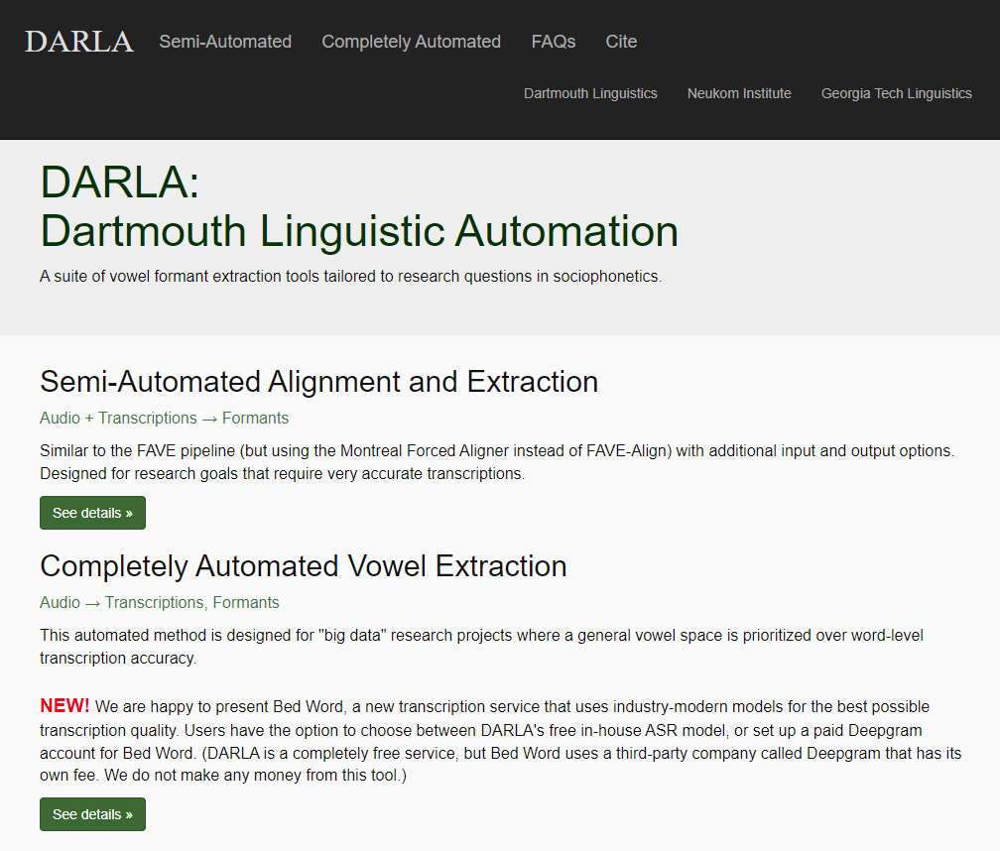 DARLA Semi-Automated Completely Automated FAQs Cite
Dartmouth Linguistics Neukom Institute Georgia Tech Linguistics
DARLA:
Dartmouth Linguistic Automation
A suite of vowel formant extraction tools tailored to research questions in sociophonetics.
Semi-Automated Alignment and Extraction
Audio + Transcriptions → Formants
Similar to the FAVE pipeline (but using the Montreal Forced Aligner instead of FAVE-Align) with additional input and output options.
Designed for research goals that require very accurate transcriptions.
See details »
Completely Automated Vowel Extraction
Audio → Transcriptions, Formants
This automated method is designed for "big data" research projects where a general vowel space is prioritized over word-level
transcription accuracy.
NEW! We are happy to present Bed Word, a new transcription service that uses industry-modern models for the best possible
transcription quality. Users have the option to choose between DARLA's free in-house ASR model, or set up a paid Deepgram
account for Bed Word. (DARLA is a completely free service, but Bed Word uses a third-party company called Deepgram that has its
own fee. We do not make any money from this tool.)
See details »